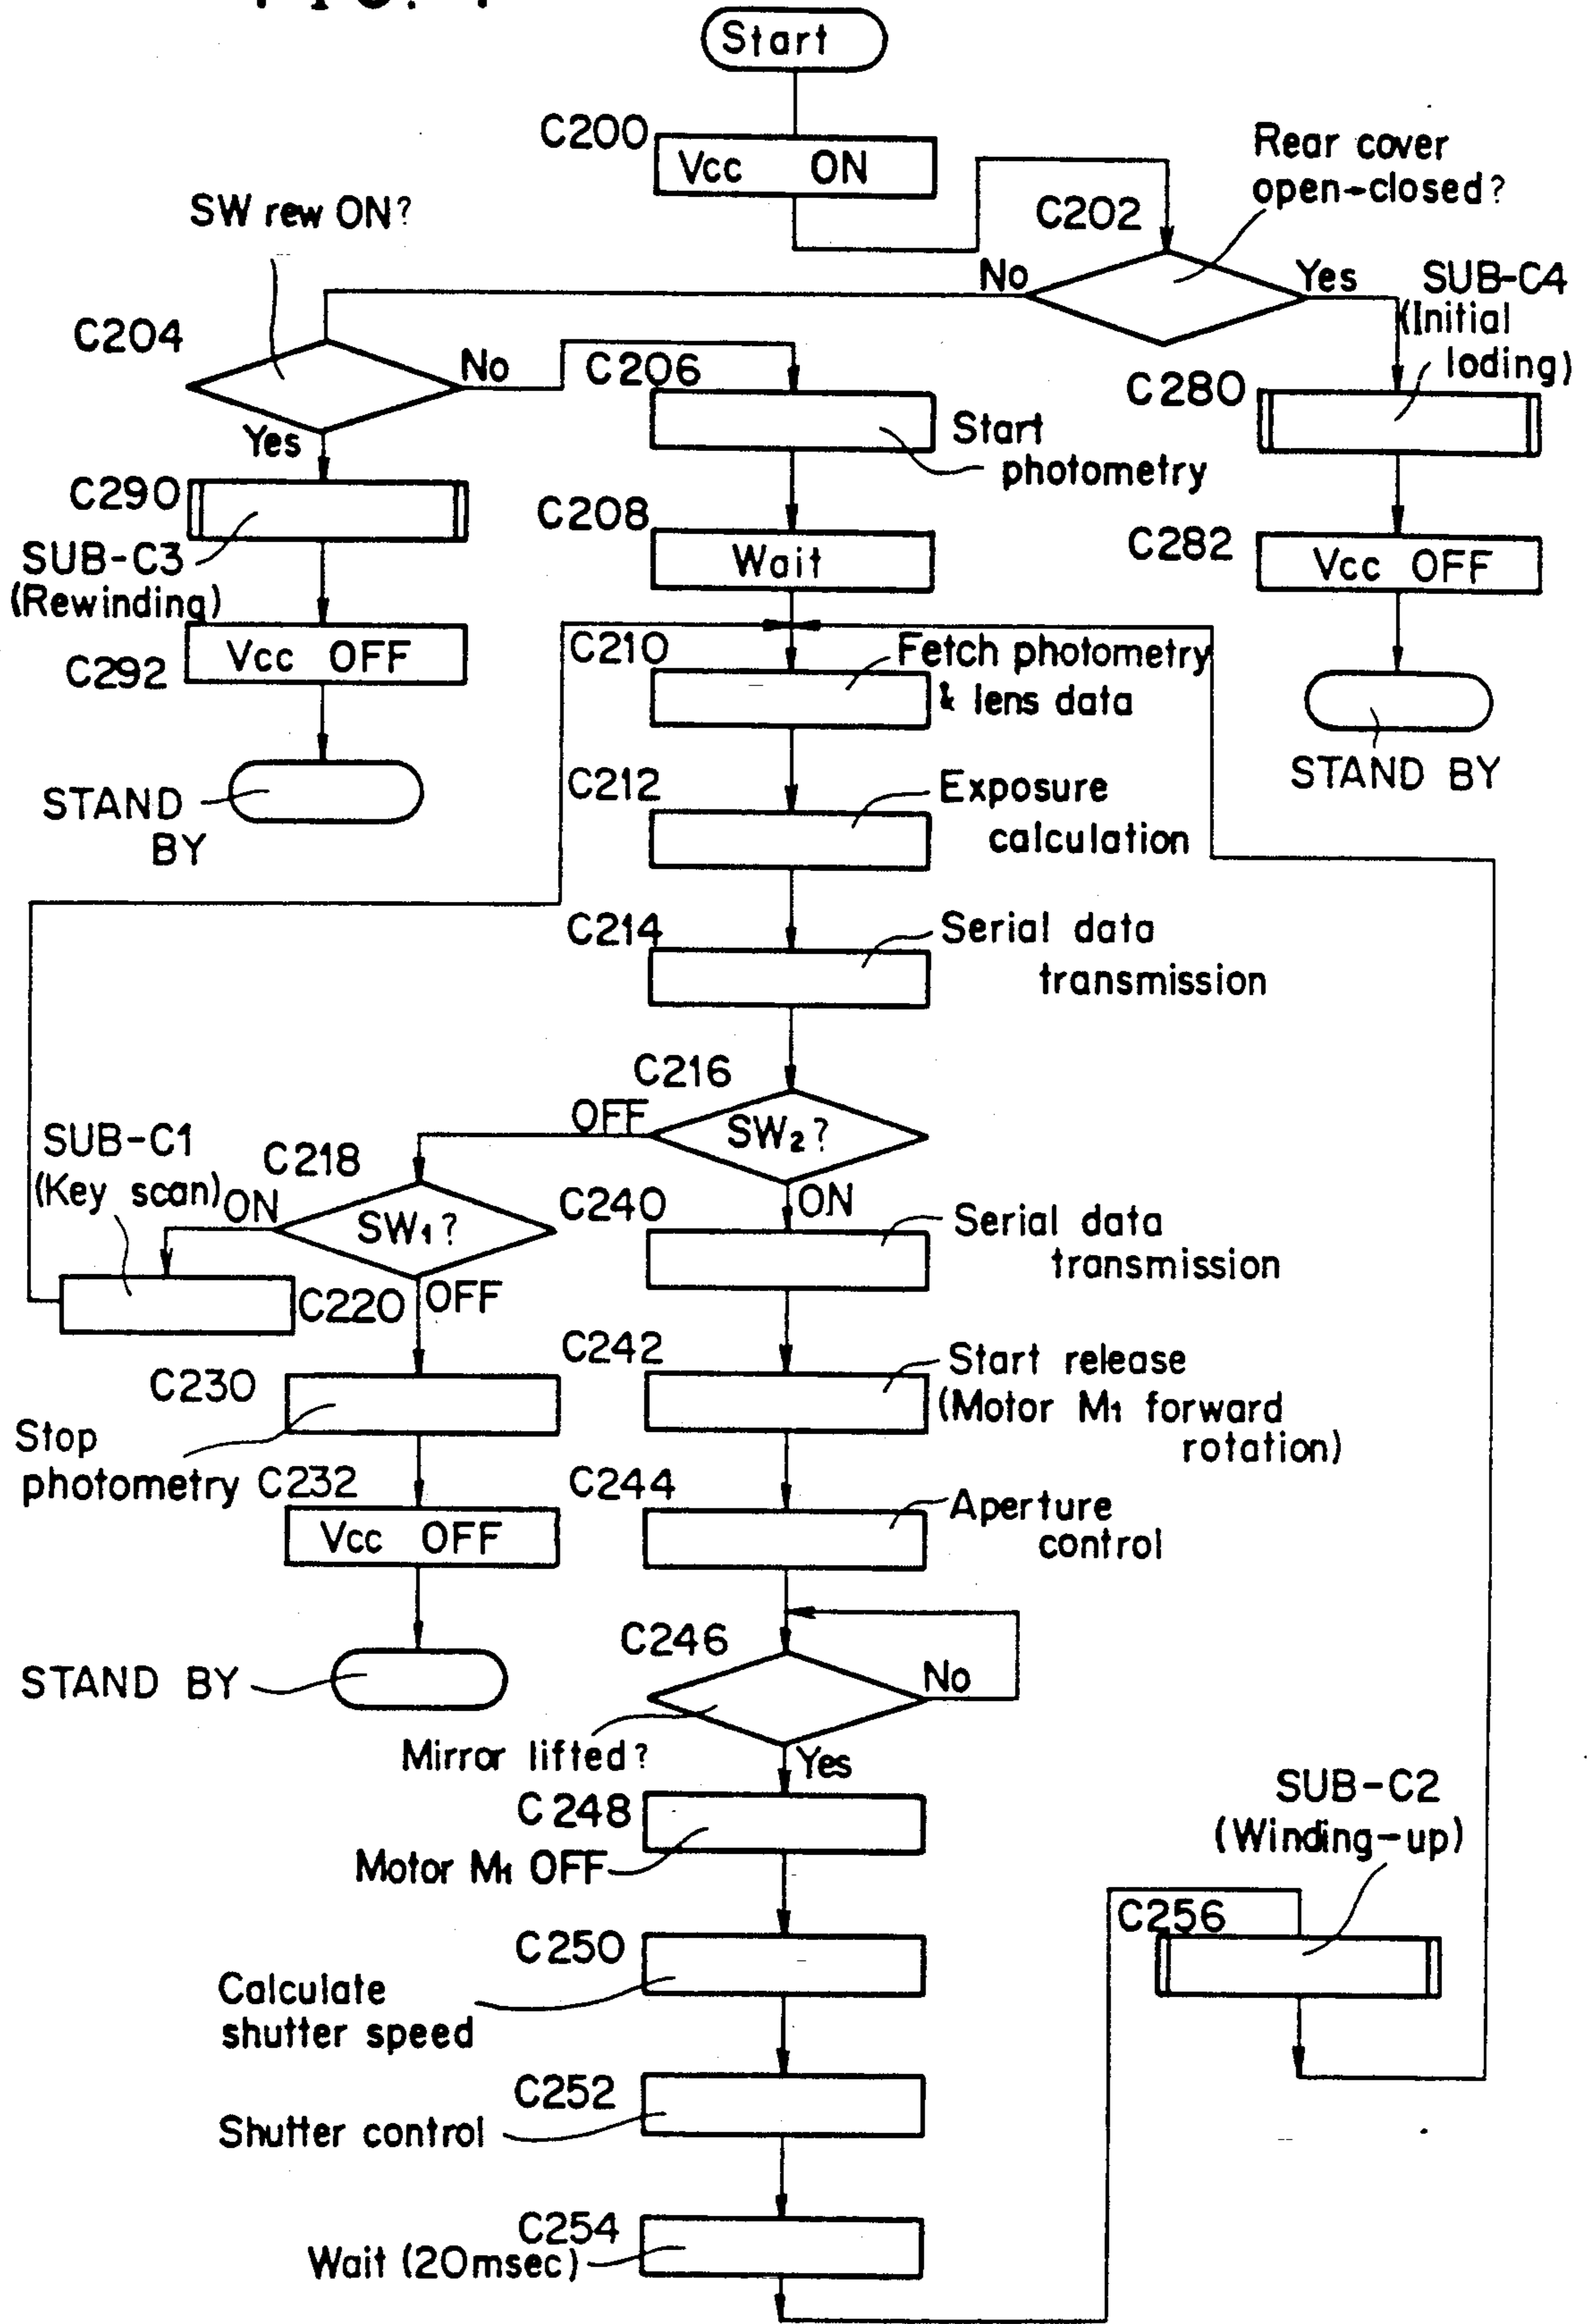 Start
C200
Vcc ON
Rear cover
open→closed?
C202
SW rew ON?
No
Yes
SUB-C4
(Initial
loding)
C204
No
Yes
C206
Start
photometry
C280
C290
SUB-C3
(Rewinding)
C208
Wait
C282
Vcc OFF
C292
Vcc OFF
C210
Fetch photometry
& lens data
STAND BY
STAND
BY
C212
Exposure
calculation
C214
Serial data
transmission
C216
SW2?
OFF
ON
SUB-C1
(Key scan)
C218
SW1?
ON
OFF
C220
C240
Serial data
transmission
C230
Stop
photometry
C242
Start release
(Motor M1 forward
rotation)
C232
Vcc OFF
C244
Aperture
control
STAND BY
C246
No
Mirror lifted?
Yes
C248
Motor M1 OFF
SUB-C2
(Winding-up)
C256
C250
Calculate
shutter speed
C252
Shutter control
C254
Wait (20msec)